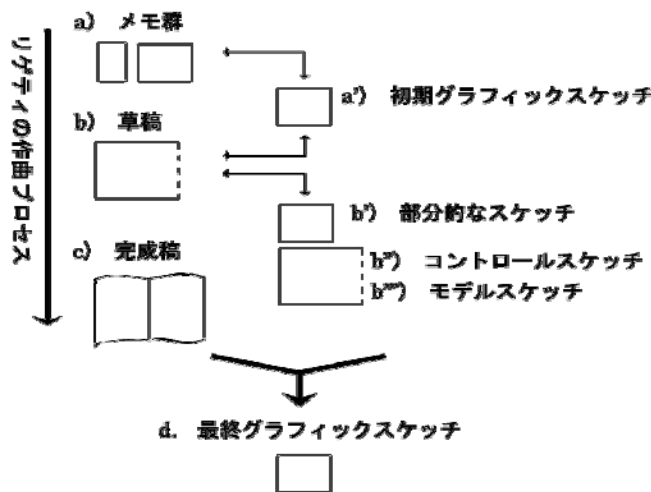 リゲティの作曲プロセス
a) メモ群
a') 初期グラフィックスケッチ
b) 草稿
b') 部分的なスケッチ
c) 完成稿
b'') コントロールスケッチ
b''') モデルスケッチ
d. 最終グラフィックスケッチ